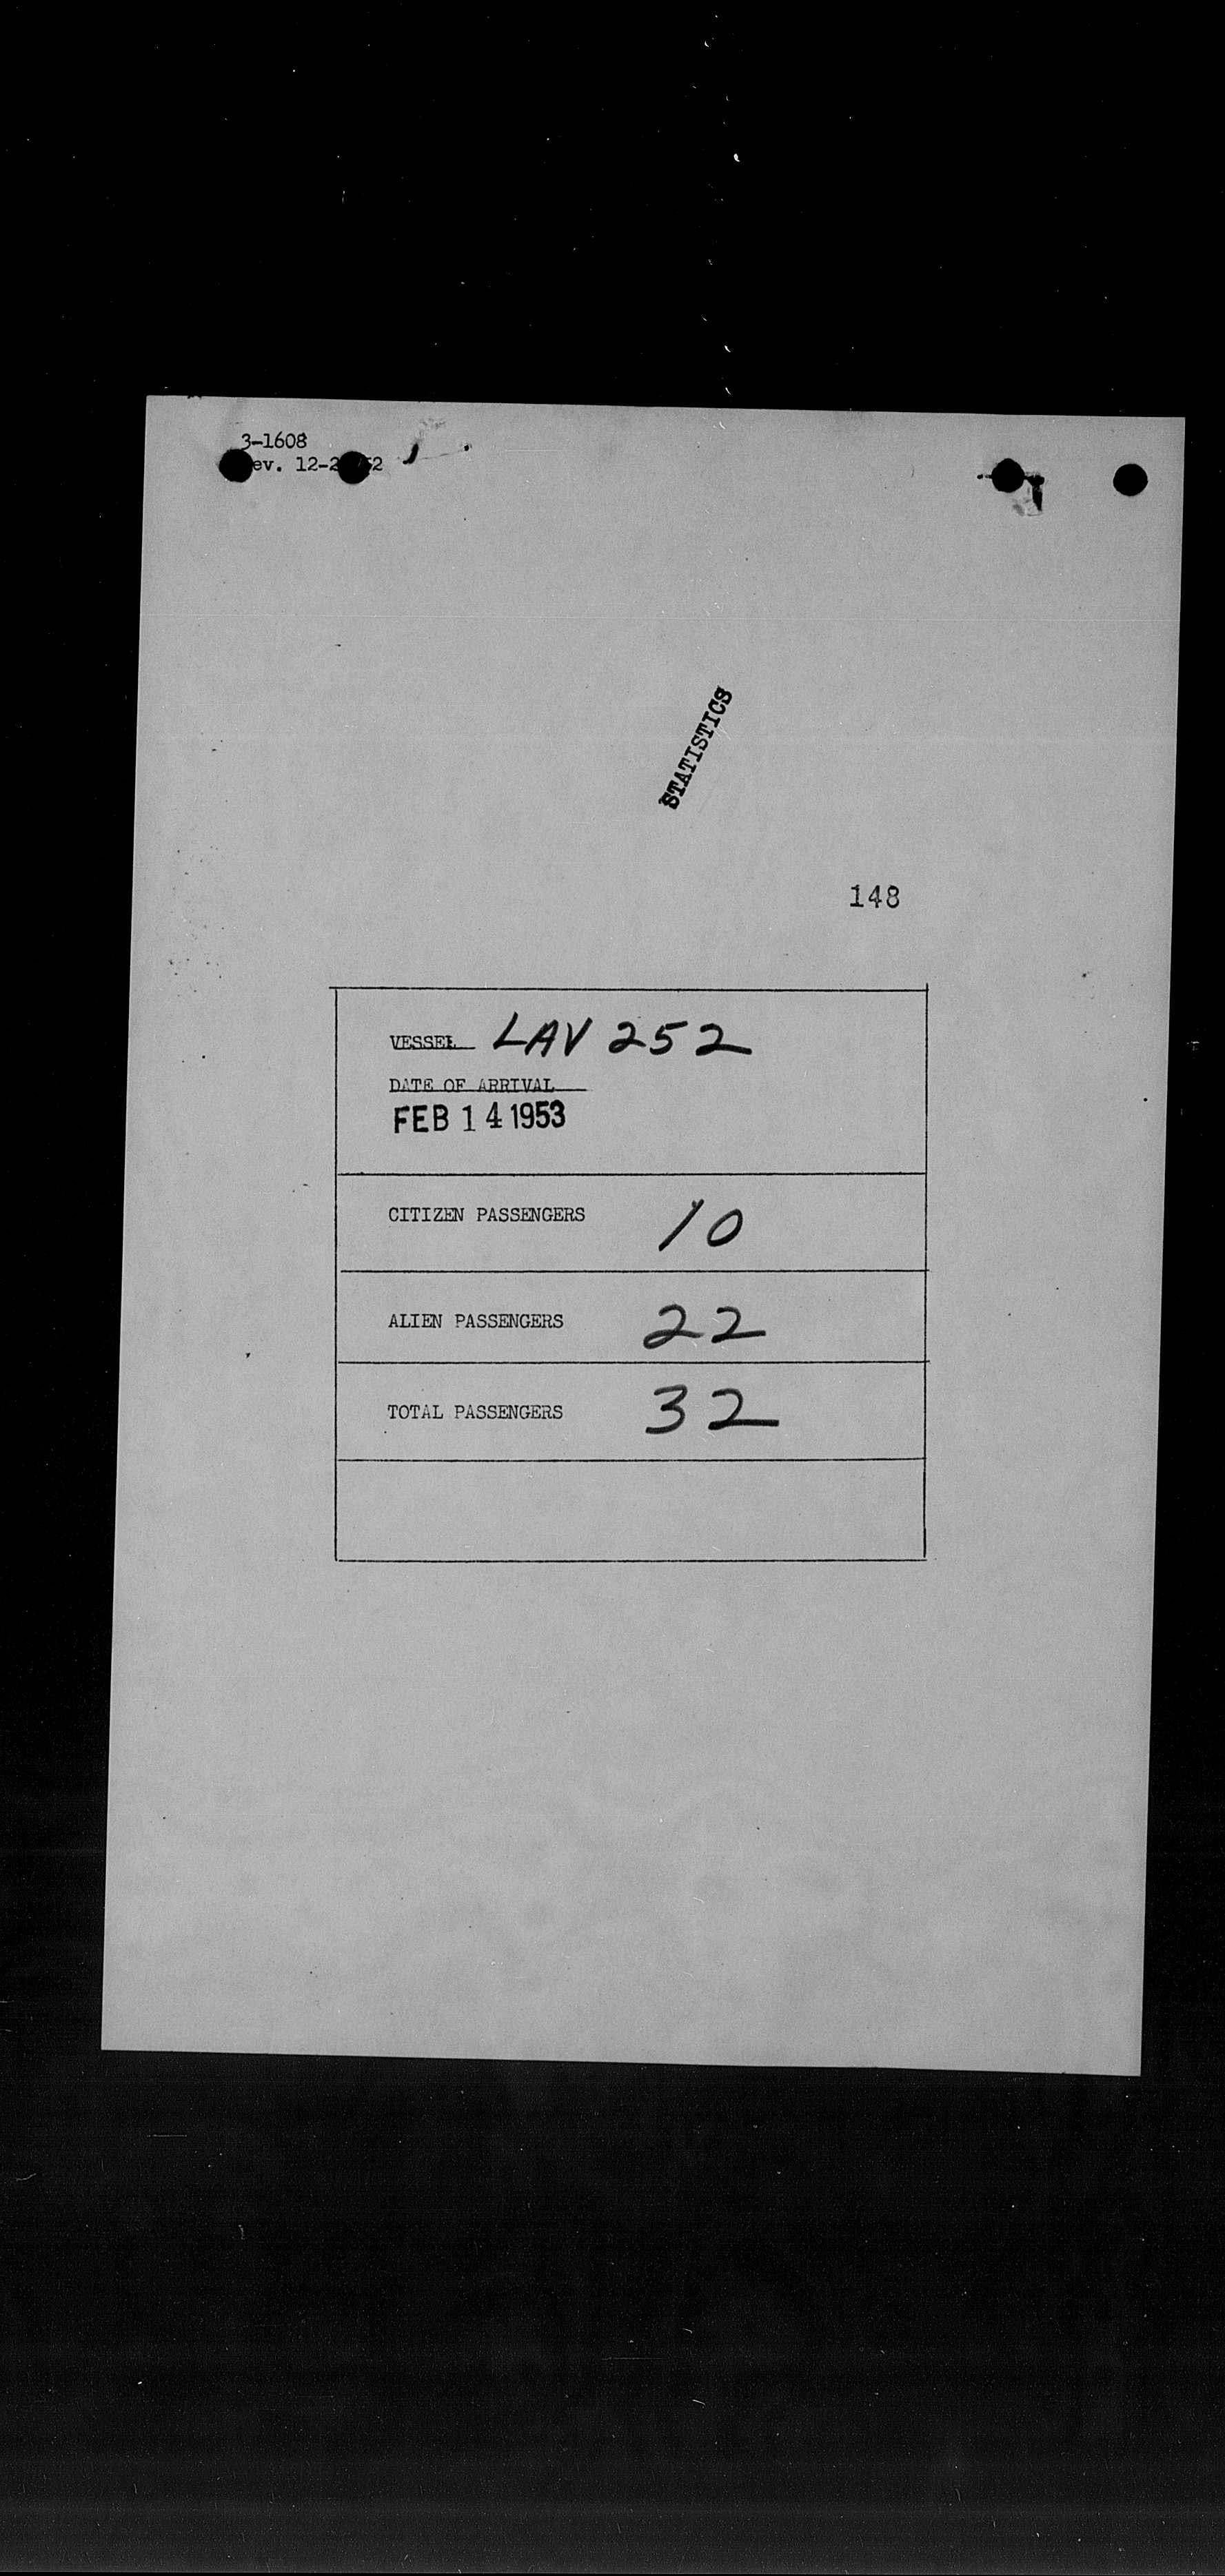 3-1608
ev. 12-2 52
STATISTICS
148
VESSEL LAV 252
DATE OF ARRIVAL
FEB 14 1953
CITIZEN PASSENGERS 10
ALIEN PASSENGERS 22
TOTAL PASSENGERS 32